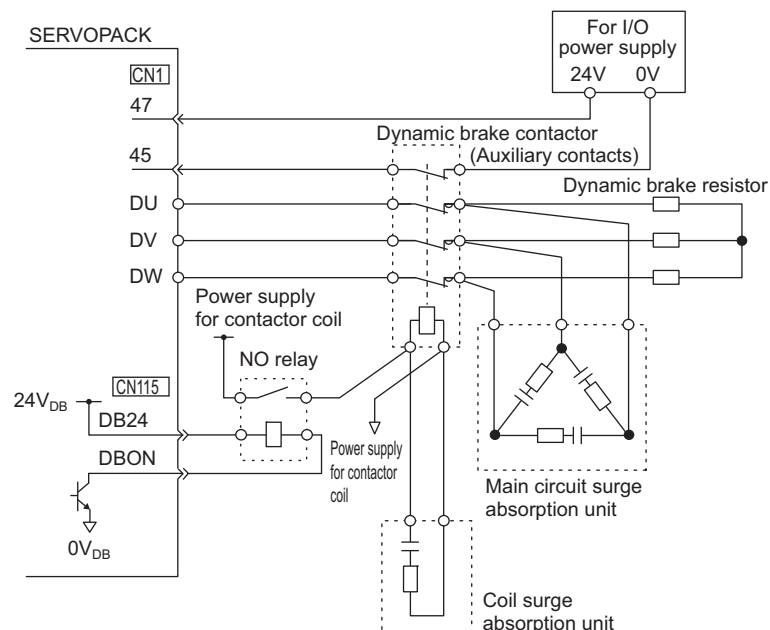 SERVOPACK
For I/O
power supply
24V 0V
CN1
47
Dynamic brake contactor
(Auxiliary contacts)
45
Dynamic brake resistor
DU
DV
DW
Power supply
for contactor coil
NO relay
CN115
24VDB
DB24
DBON
0VDB
Power supply
for contactor
coil
Main circuit surge
absorption unit
Coil surge
absorption unit